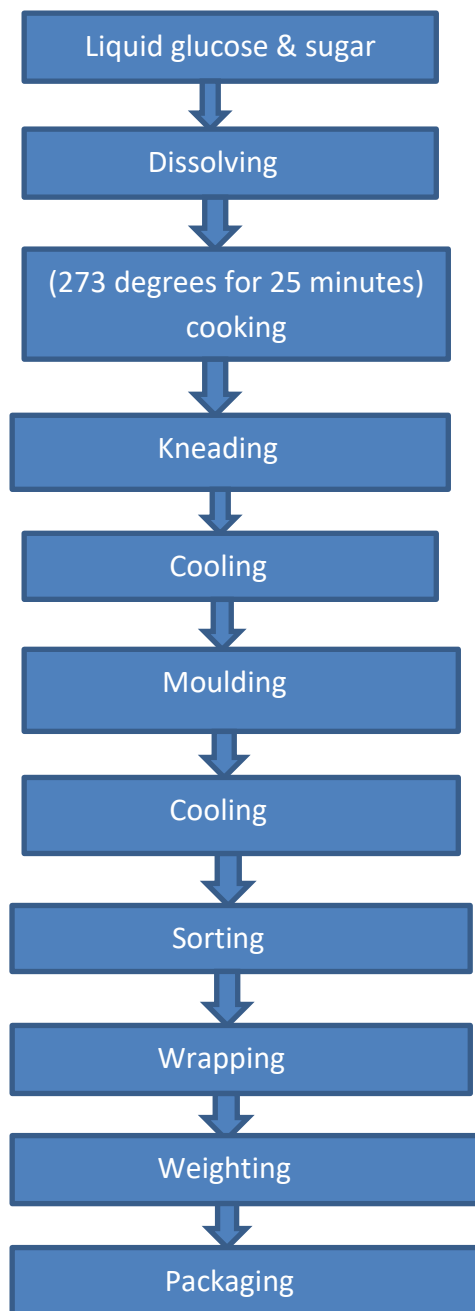 Liquid glucose & sugar
Dissolving
(273 degrees for 25 minutes)
cooking
Kneading
Cooling
Moulding
Cooling
Sorting
Wrapping
Weighting
Packaging